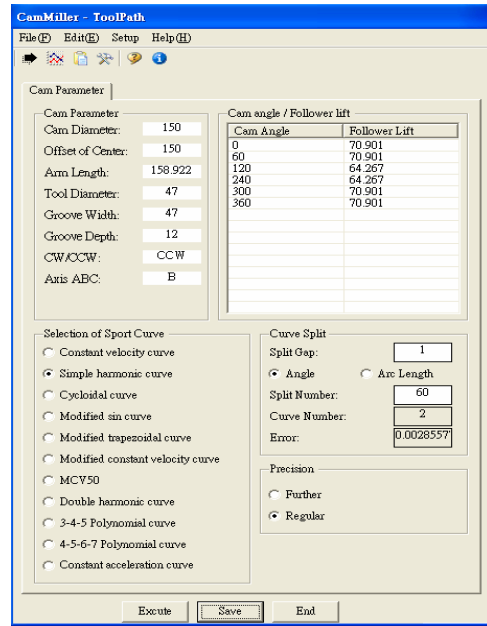 CamMiller - ToolPath
File(F) Edit(E) Setup Help(H)
Cam Parameter
Cam Parameter
Cam Diameter: 150
Offset of Center: 150
Arm Length: 158.922
Tool Diameter: 47
Groove Width: 47
Groove Depth: 12
CW/CCW: CCW
Axis ABC: B
Cam angle / Follower lift
Cam Angle Follower Lift
0 70.901
60 70.901
120 64.267
240 64.267
300 70.901
360 70.901
Selection of Sport Curve
Constant velocity curve
Simple harmonic curve
Cycloidal curve
Modified sin curve
Modified trapezoidal curve
Modified constant velocity curve
MCV50
Double harmonic curve
3-4-5 Polynomial curve
4-5-6-7 Polynomial curve
Constant acceleration curve
Curve Split
Split Gap: 1
Angle Arc Length
Split Number: 60
Curve Number: 2
Error: 0.0028557
Precision
Further
Regular
Excute Save End